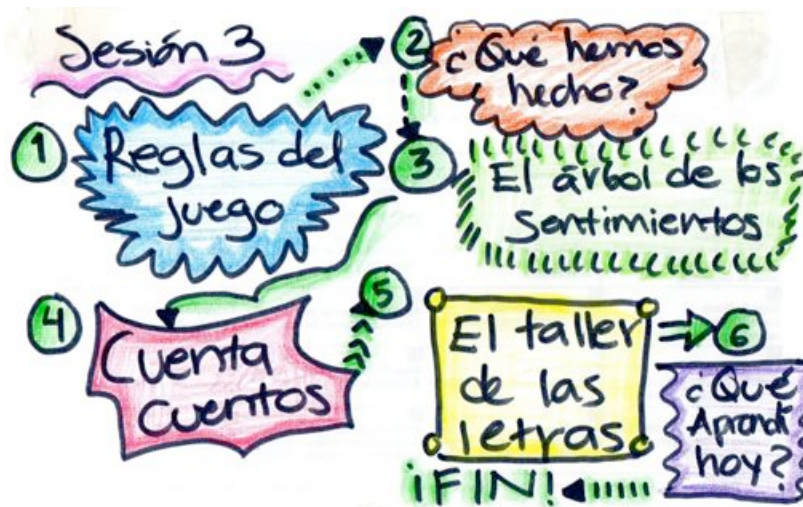 Sesión 3
1
Reglas del
juego
2
¿Qué hemos
hecho?
3
El árbol de los
Sentimientos
4
Cuenta
Cuentos
5
El taller
de las
letras
6
¿Qué
Aprendí
hoy?
¡FIN!